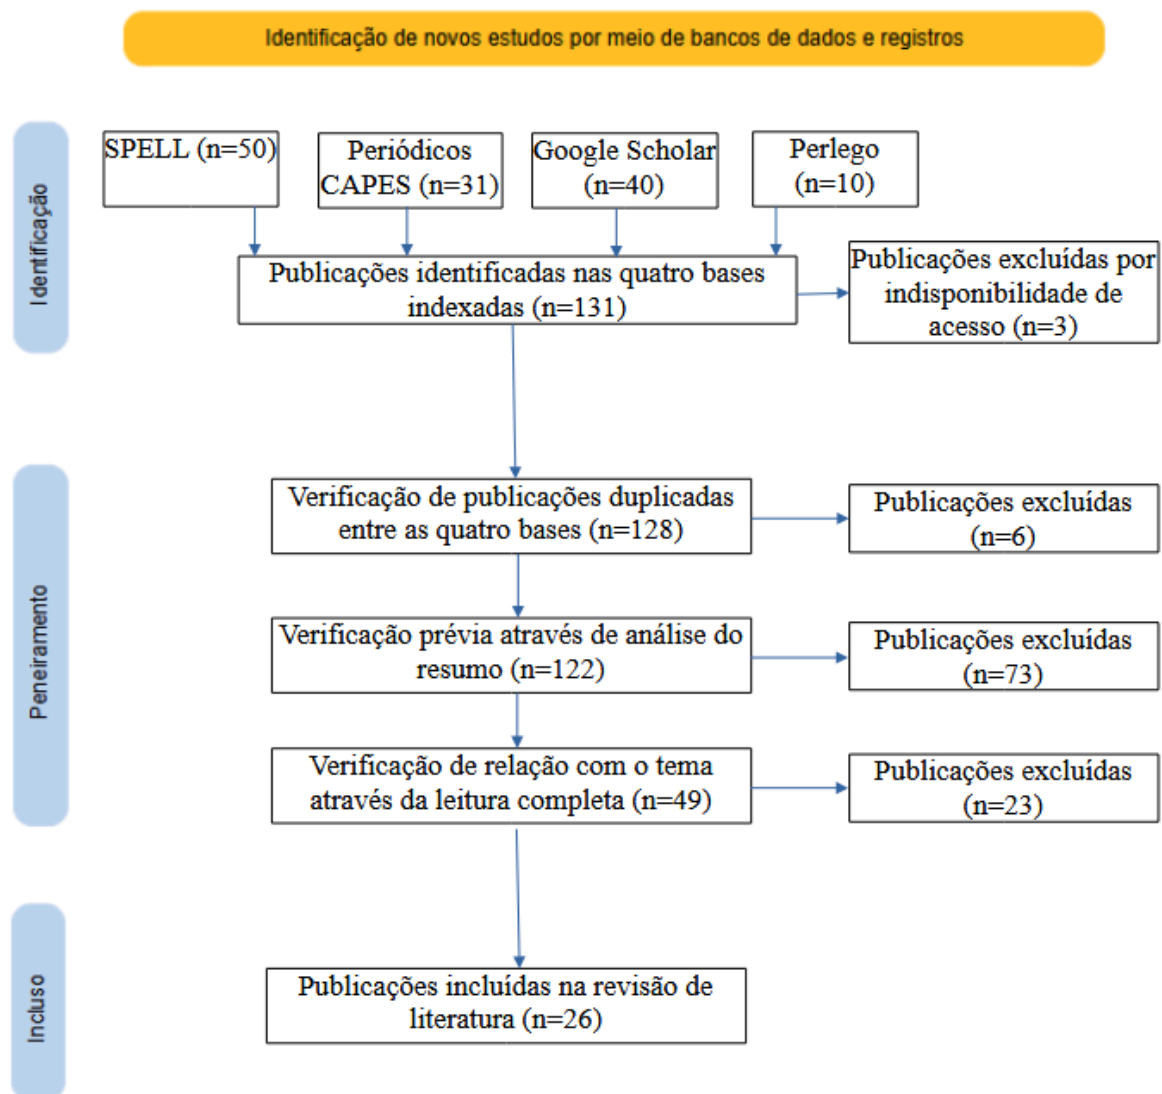 Identificação de novos estudos por meio de bancos de dados e registros
Identificação
SPELL (n=50)
Periódicos
CAPES (n=31)
Google Scholar
(n=40)
Perlego
(n=10)
Publicações identificadas nas quatro bases
indexadas (n=131)
Publicações excluídas por
indisponibilidade de
acesso (n=3)
Peneiramento
Verificação de publicações duplicadas
entre as quatro bases (n=128)
Publicações excluídas
(n=6)
Verificação prévia através de análise do
resumo (n=122)
Publicações excluídas
(n=73)
Verificação de relação com o tema
através da leitura completa (n=49)
Publicações excluídas
(n=23)
Incluso
Publicações incluídas na revisão de
literatura (n=26)